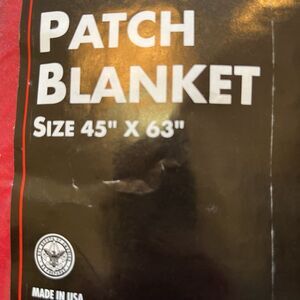 PATCH
BLANKET
SIZE 45" X 63"
MADE IN USA